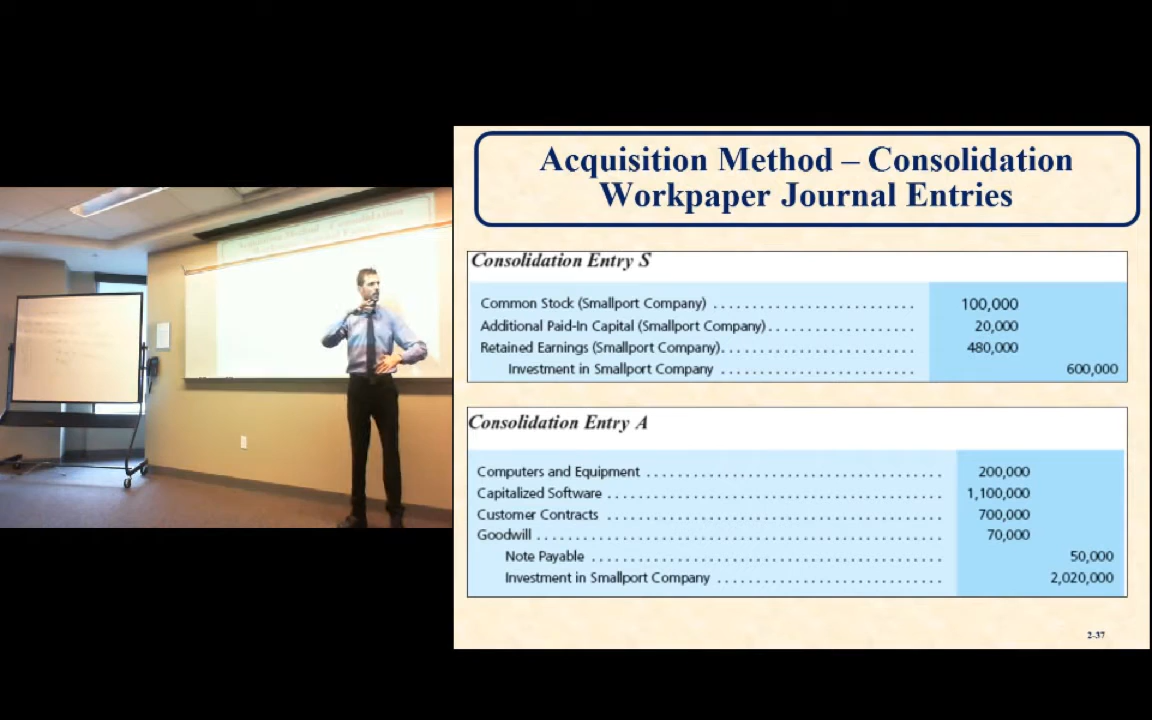 Acquisition Method – Consolidation
Workpaper Journal Entries
Consolidation Entry S
Common Stock (Smallport Company) 100,000
Additional Paid-In Capital (Smallport Company) 20,000
Retained Earnings (Smallport Company) 480,000
Investment in Smallport Company 600,000
Consolidation Entry A
Computers and Equipment 200,000
Capitalized Software 1,100,000
Customer Contracts 700,000
Goodwill 70,000
Note Payable 50,000
Investment in Smallport Company 2,020,000
2-37